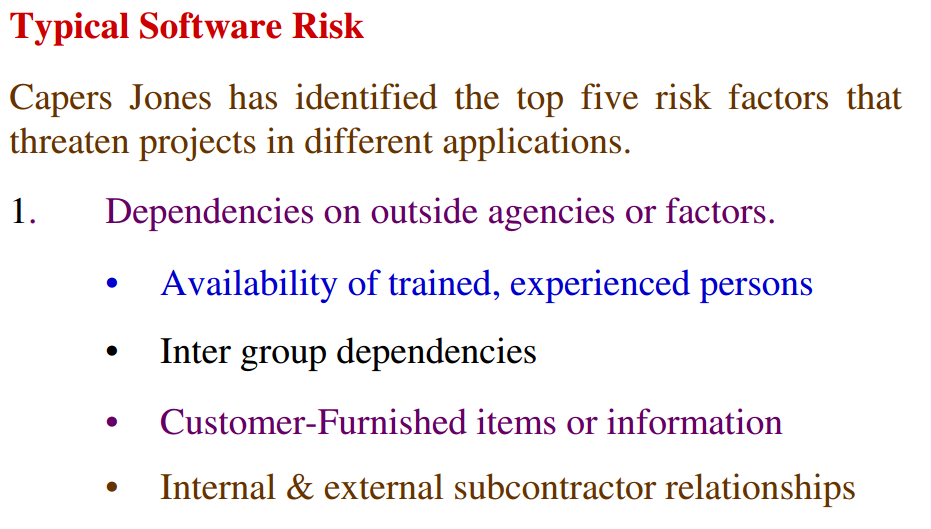 Typical Software Risk
Capers Jones has identified the top five risk factors that
threaten projects in different applications.
1. Dependencies on outside agencies or factors.
• Availability of trained, experienced persons
• Inter group dependencies
• Customer-Furnished items or information
• Internal & external subcontractor relationships